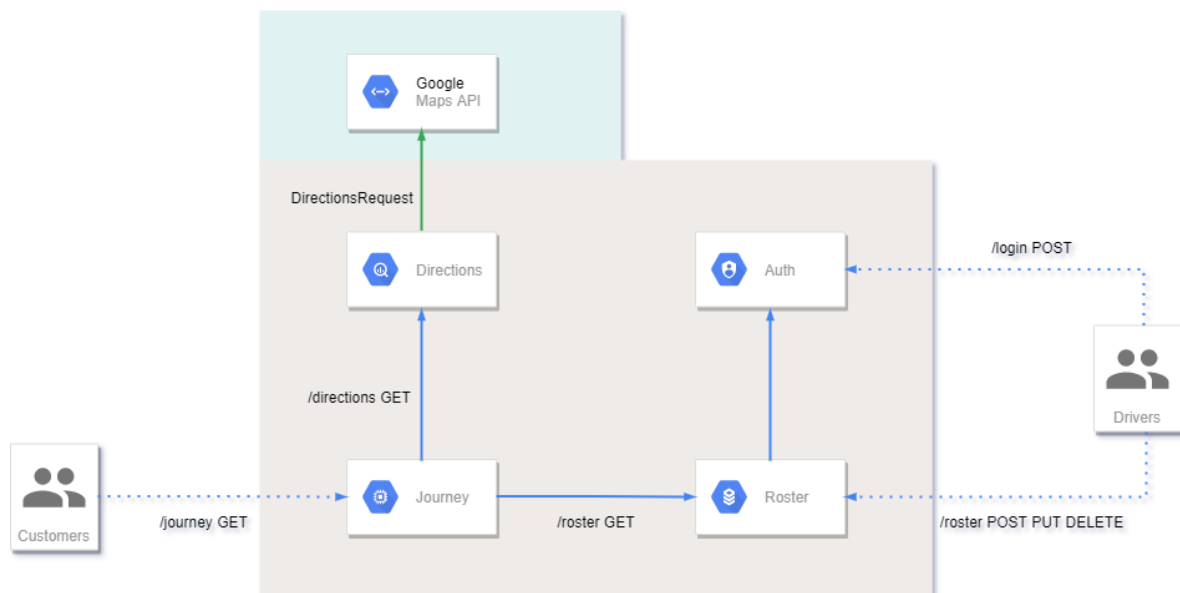 Google
Maps API
DirectionsRequest
Directions
Auth
/login POST
/directions GET
Drivers
Customers
/journey GET
Journey
/roster GET
Roster
/roster POST PUT DELETE